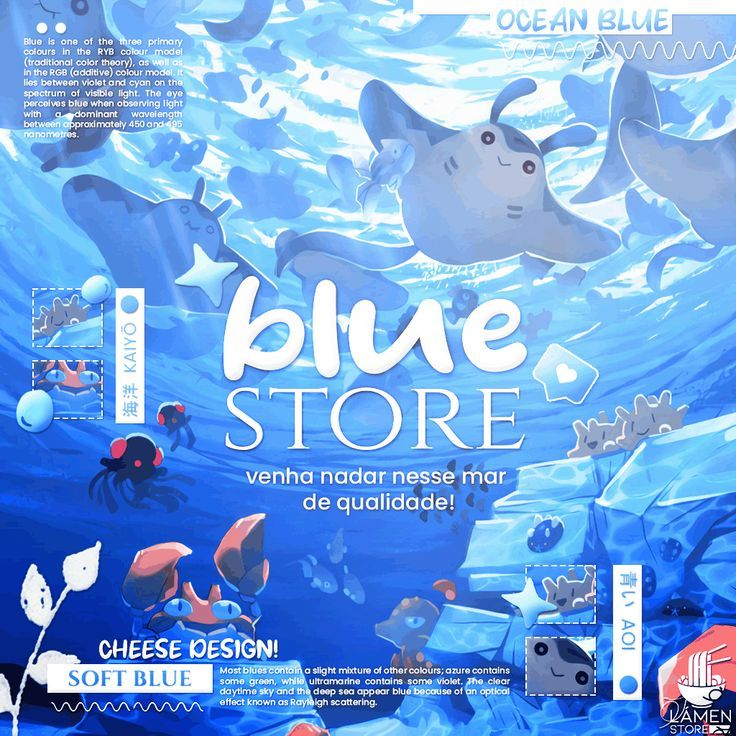 OCEAN BLUE
Blue is one of the three primary
colours in the RYB colour model
(traditional color theory), as well as
in the RGB (additive) colour model. It
lies between violet and cyan on the
spectrum of visible light. The eye
perceives blue when observing light
with a dominant wavelength
between approximately 450 and 495
nanometres.
blue
STORE
venha nadar nesse mar
de qualidade!
海洋 KAIYŌ
青い AOI
CHEESE DESIGN!
SOFT BLUE
Most blues contain a slight mixture of other colours; azure contains
some green, while ultramarine contains some violet. The clear
daytime sky and the deep sea appear blue because of an optical
effect known as Rayleigh scattering.
RAMEN
STORE